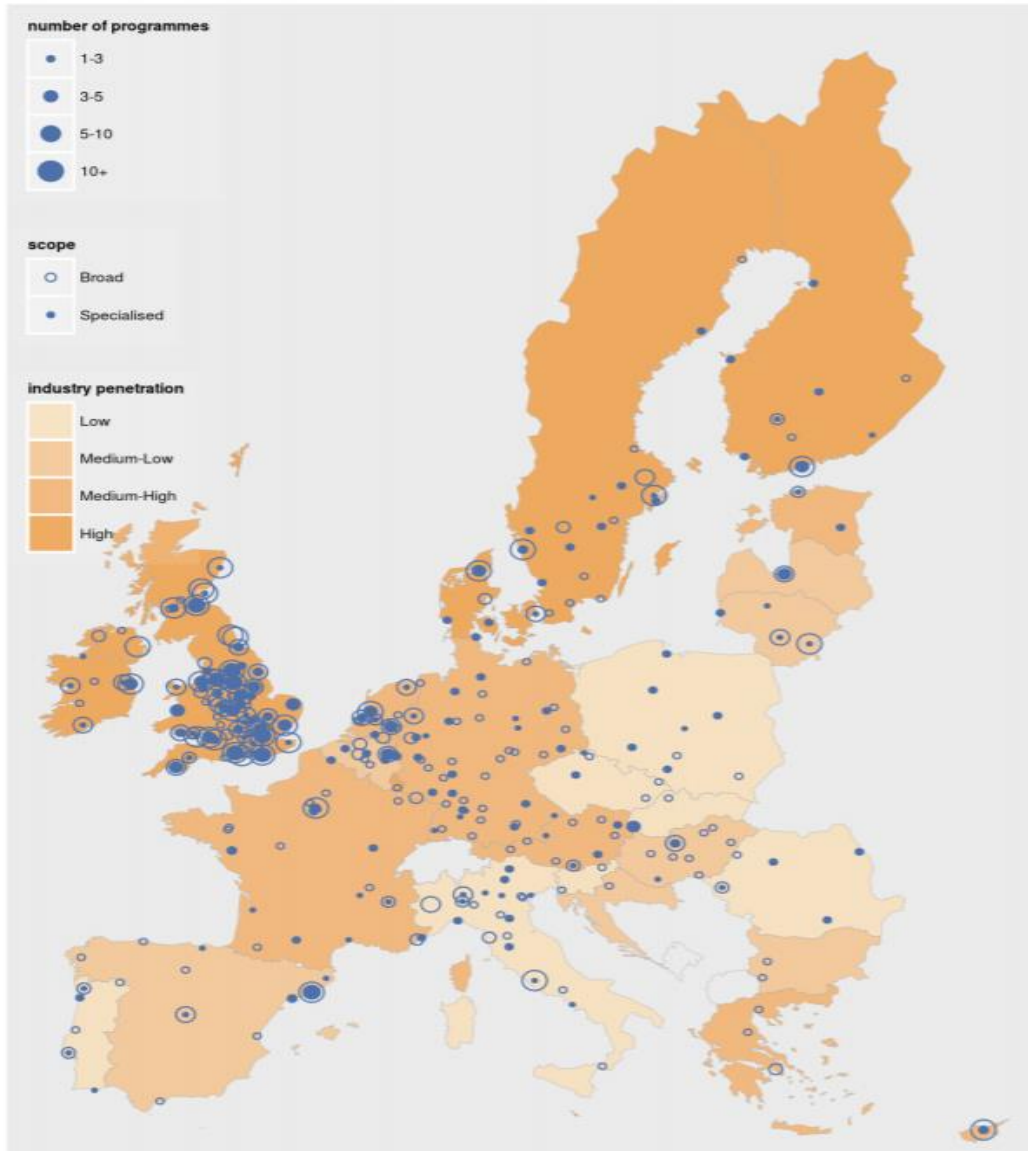 number of programmes
1-3
3-5
5-10
10+
scope
Broad
Specialised
industry penetration
Low
Medium-Low
Medium-High
High